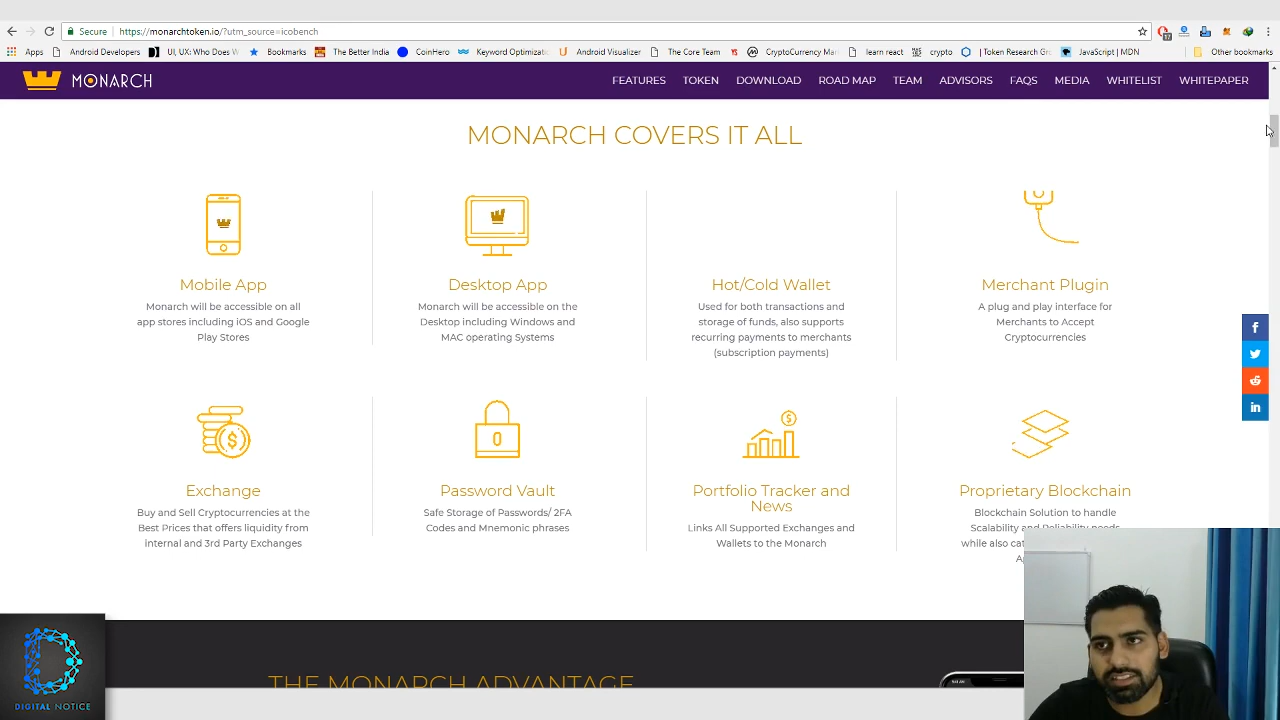 Secure
https://monarchtoken.io/?utm_source=icobench
Apps
Android Developers
UI, UX: Who Does W
Bookmarks
The Better India
CoinHero
Keyword Optimizatio
Android Visualizer
The Core Team
CryptoCurrency Mar
learn react
crypto
| Token Research Gro
JavaScript | MDN
Other bookmarks
MONARCH
FEATURES
TOKEN
DOWNLOAD
ROAD MAP
TEAM
ADVISORS
FAQS
MEDIA
WHITELIST
WHITEPAPER
MONARCH COVERS IT ALL
Mobile App
Monarch will be accessible on all
app stores including iOS and Google
Play Stores
Desktop App
Monarch will be accessible on the
Desktop including Windows and
MAC operating Systems
Hot/Cold Wallet
Used for both transactions and
storage of funds, also supports
recurring payments to merchants
(subscription payments)
Merchant Plugin
A plug and play interface for
Merchants to Accept
Cryptocurrencies
Exchange
Buy and Sell Cryptocurrencies at the
Best Prices that offers liquidity from
internal and 3rd Party Exchanges
Password Vault
Safe Storage of Passwords/ 2FA
Codes and Mnemonic phrases
Portfolio Tracker and
News
Links All Supported Exchanges and
Wallets to the Monarch
Proprietary Blockchain
Blockchain Solution to handle
Scalability and Reliability needs
while also cat
THE MONARCH ADVANTAGE
DIGITAL NOTICE